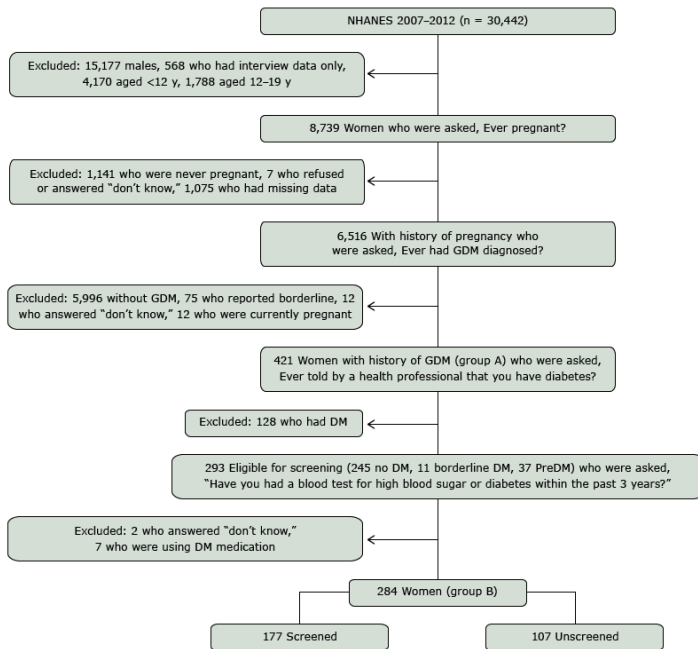 NHANES 2007–2012 (n = 30,442)
Excluded: 15,177 males, 568 who had interview data only,
4,170 aged <12 y, 1,788 aged 12–19 y
8,739 Women who were asked, Ever pregnant?
Excluded: 1,141 who were never pregnant, 7 who refused
or answered “don’t know,” 1,075 who had missing data
6,516 With history of pregnancy who
were asked, Ever had GDM diagnosed?
Excluded: 5,996 without GDM, 75 who reported borderline, 12
who answered “don’t know,” 12 who were currently pregnant
421 Women with history of GDM (group A) who were asked,
Ever told by a health professional that you have diabetes?
Excluded: 128 who had DM
293 Eligible for screening (245 no DM, 11 borderline DM, 37 PreDM) who were asked,
“Have you had a blood test for high blood sugar or diabetes within the past 3 years?”
Excluded: 2 who answered “don’t know,”
7 who were using DM medication
284 Women (group B)
177 Screened
107 Unscreened